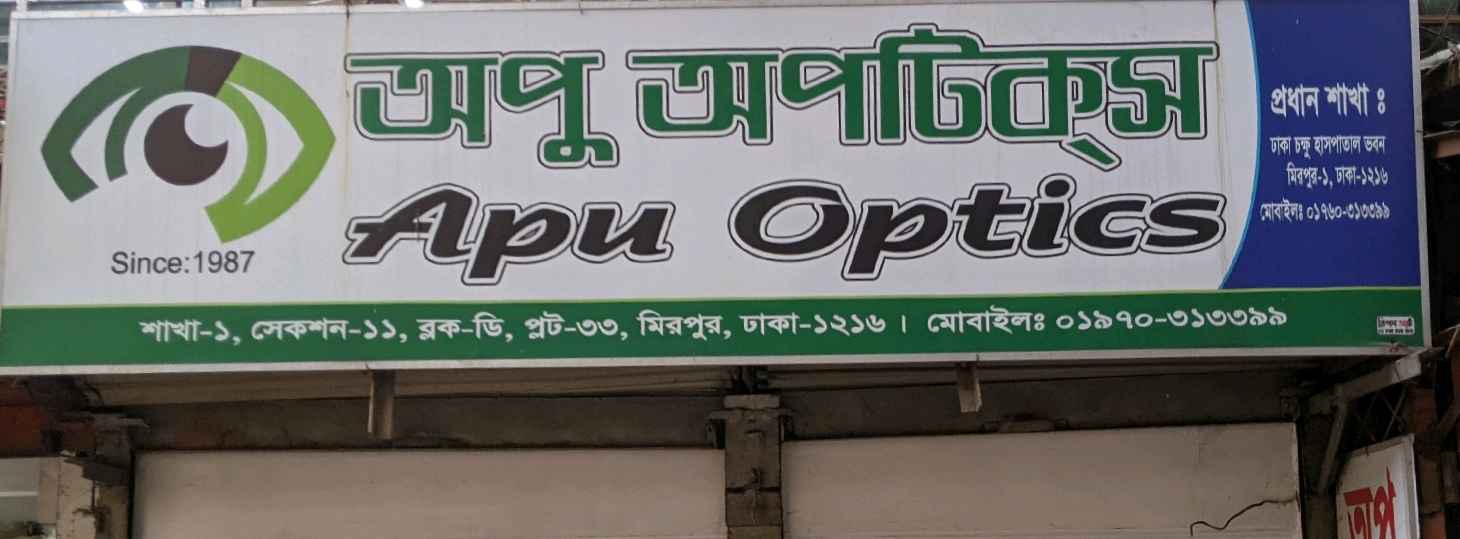 অপু অপটিক্স
Apu Optics
Since:1987
প্রধান শাখা ঃ
ঢাকা চক্ষু হাসপাতাল ভবন
মিরপুর-১, ঢাকা-১২১৬
মোবাইলঃ ০১৭৬০-৩১৩৩৯৯
শাখা-১, সেকশন-১১, ব্লক-ডি, প্লট-৩৩, মিরপুর, ঢাকা-১২১৬ । মোবাইলঃ ০১৯৭০-৩১৩৩৯৯
অপ